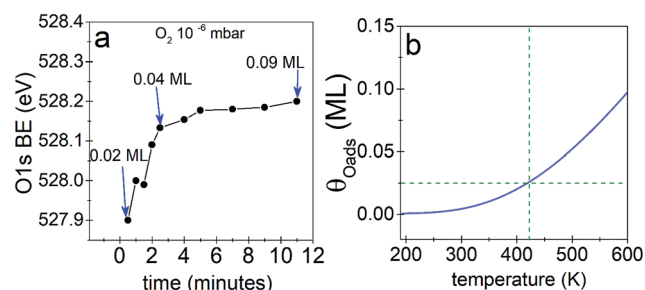 a
O₂ 10⁻⁶ mbar
528.4
528.3
528.2
528.1
528.0
527.9
O1s BE (eV)
0.02 ML
0.04 ML
0.09 ML
0 2 4 6 8 10 12
time (minutes)
b
0.15
0.10
0.05
0.00
θOads (ML)
200 300 400 500 600
temperature (K)